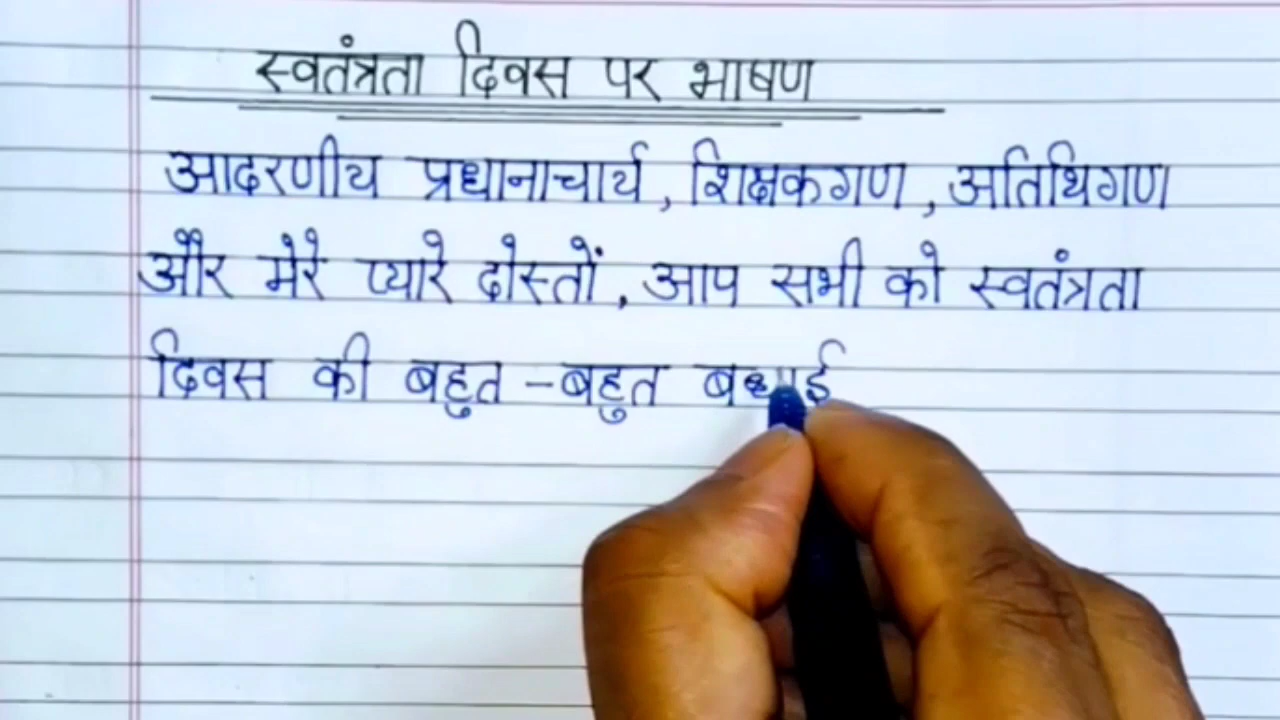 स्वतंत्रता दिवस पर भाषण
आदरणीय प्रधानाचार्य, शिक्षकगण, अतिथिगण
और मेरे प्यारे दोस्तों, आप सभी को स्वतंत्रता
दिवस की बहुत-बहुत बधाई